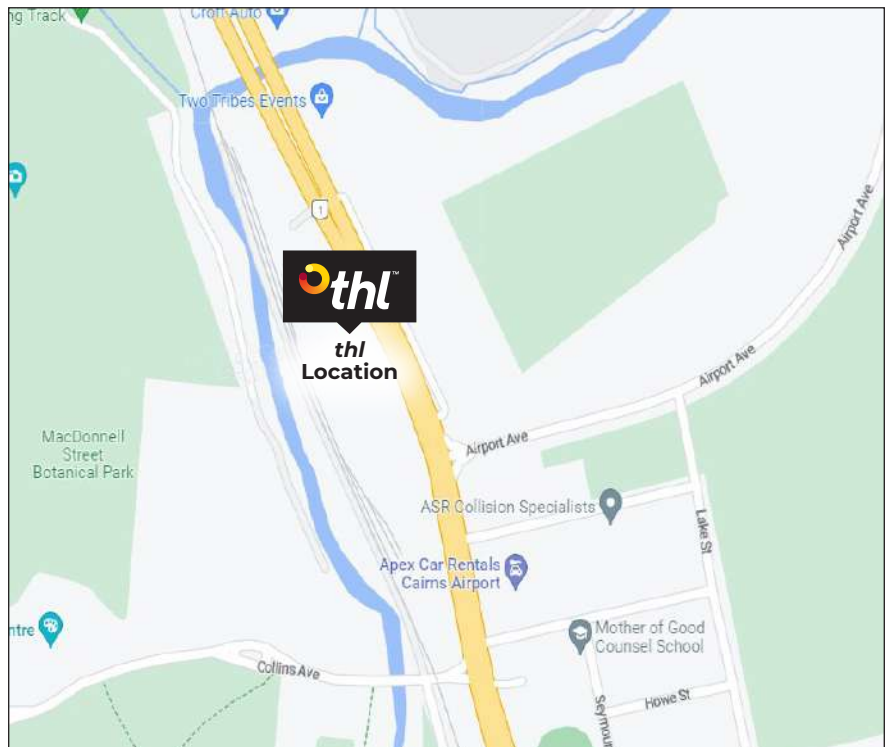 ng Track
Croft Auto
Two Tribes Events
1
Airport Ave
thl™
thl
Location
Airport Ave
Airport Ave
MacDonnell
Street
Botanical Park
ASR Collision Specialists
Lake St
Apex Car Rentals
Cairns Airport
ntre
Mother of Good
Counsel School
Collins Ave
Howe St
Seymour